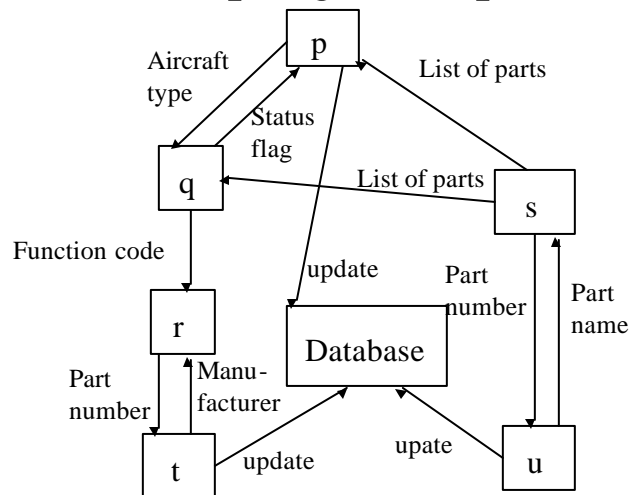 p
Aircraft
type
List of parts
Status
flag
q
List of parts
s
Function code
update
Part
number
Part
name
r
Database
Part
number
Manu-
facturer
t
update
upate
u